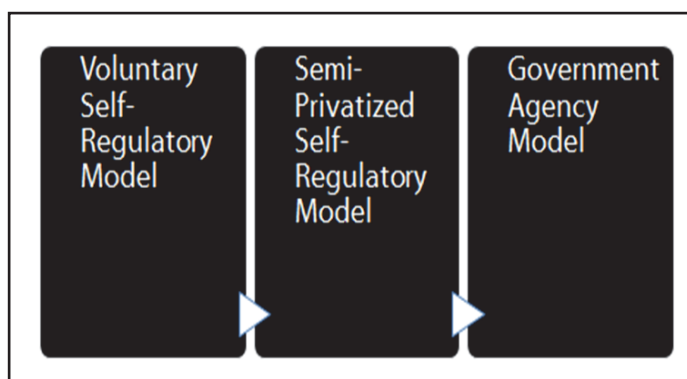 Voluntary
Self-
Regulatory
Model
Semi-
Privatized
Self-
Regulatory
Model
Government
Agency
Model